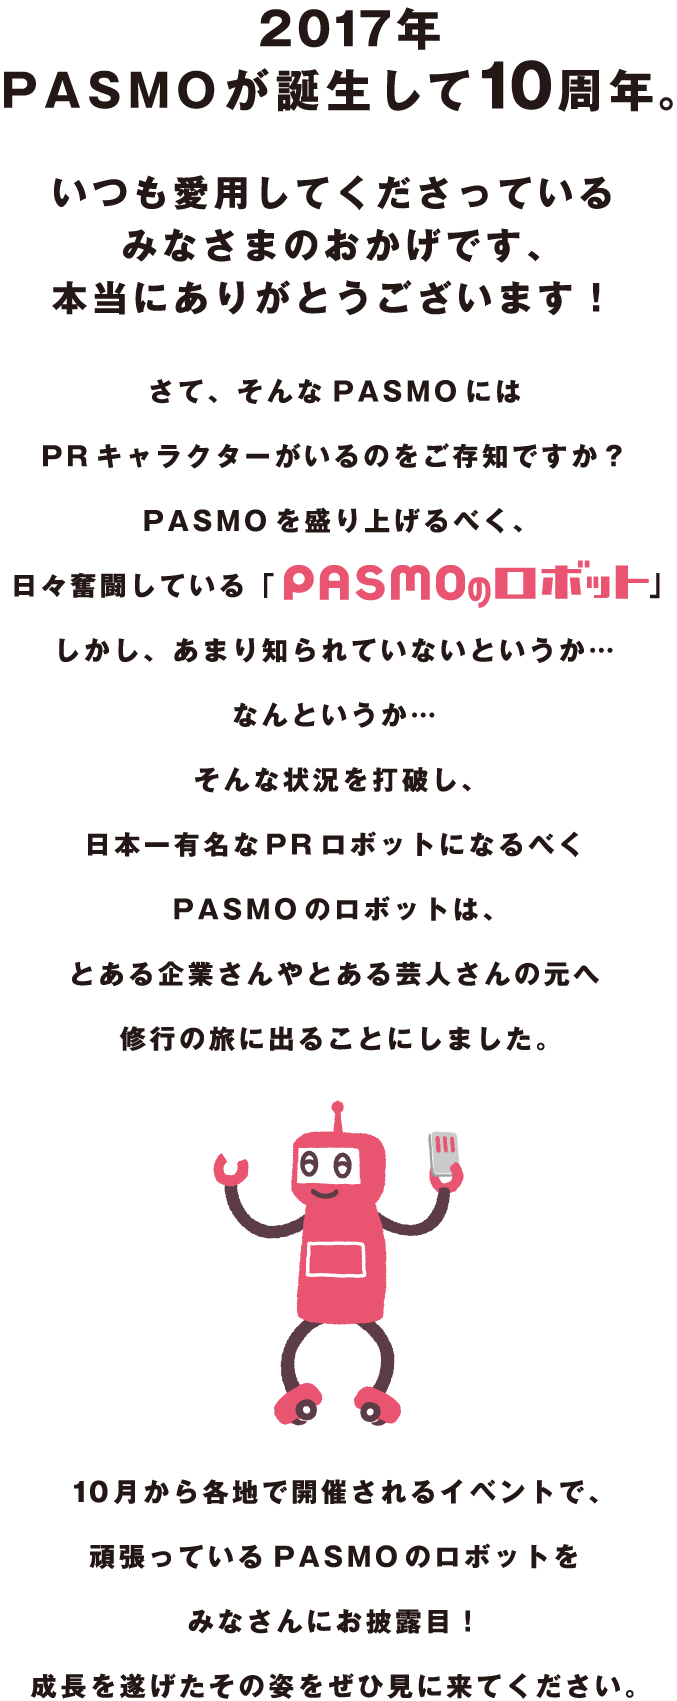 2017年
PASMOが誕生して10周年。
いつも愛用してくださっている
みなさまのおかげです、
本当にありがとうございます！
さて、そんなPASMOには
PRキャラクターがいるのをご存知ですか？
PASMOを盛り上げるべく、
日々奮闘している「PASMOのロボット」
しかし、あまり知られていないというか…
なんというか…
そんな状況を打破し、
日本一有名なPRロボットになるべく
PASMOのロボットは、
とある企業さんやとある芸人さんの元へ
修行の旅に出ることにしました。
10月から各地で開催されるイベントで、
頑張っているPASMOのロボットを
みなさんにお披露目！
成長を遂げたその姿をぜひ見に来てください。